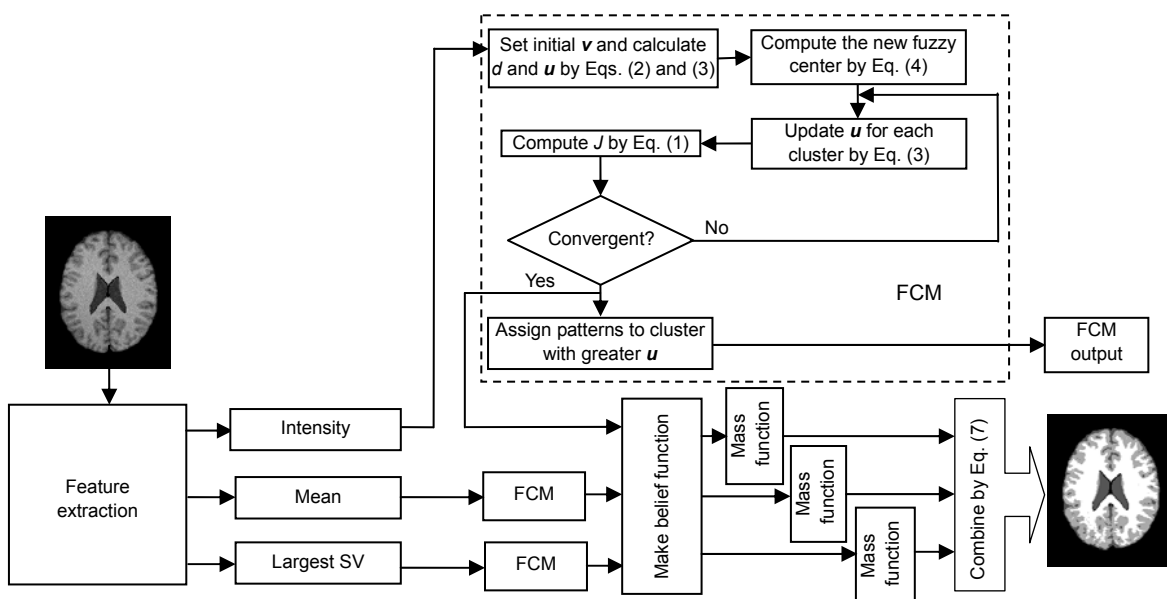 Set initial v and calculate
d and u by Eqs. (2) and (3)
Compute the new fuzzy
center by Eq. (4)
Update u for each
cluster by Eq. (3)
Compute J by Eq. (1)
Convergent?
No
Yes
FCM
Assign patterns to cluster
with greater u
FCM
output
Feature
extraction
Intensity
Mean
Largest SV
FCM
FCM
Make belief function
Mass
function
Mass
function
Mass
function
Combine by Eq. (7)